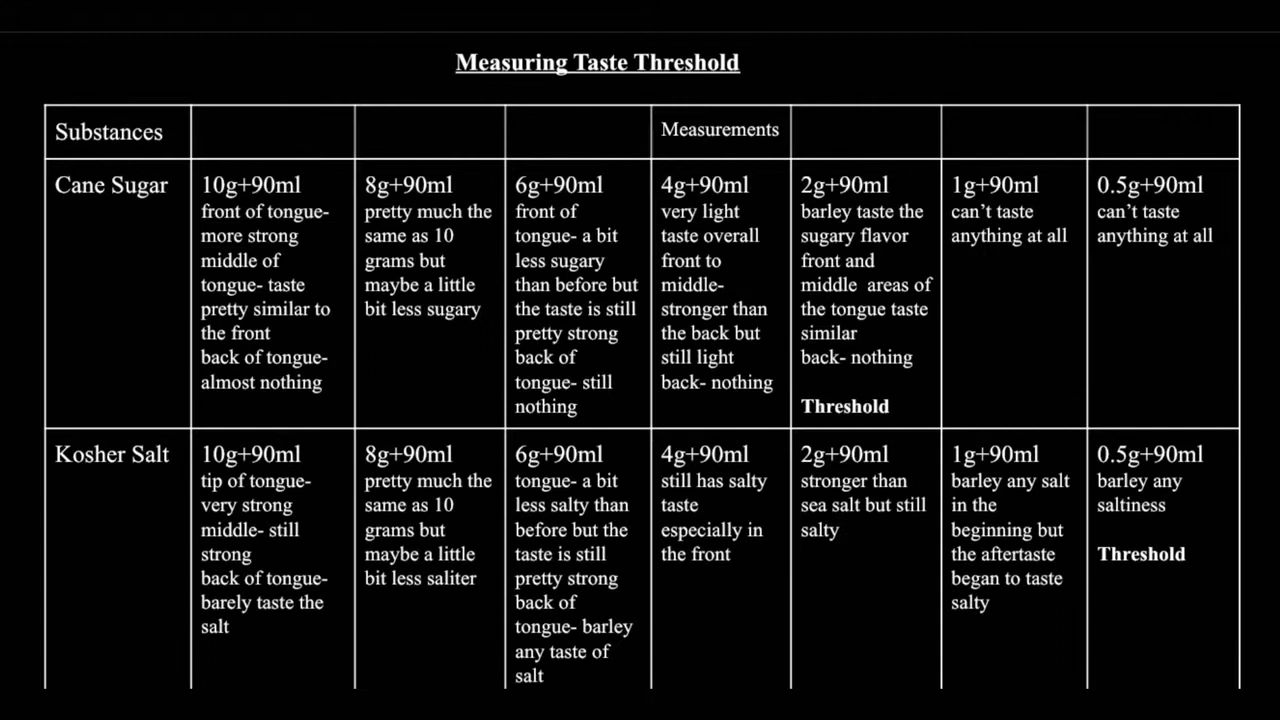 Measuring Taste Threshold
Substances
Measurements
Cane Sugar
10g+90ml
front of tongue-
more strong
middle of
tongue- taste
pretty similar to
the front
back of tongue-
almost nothing
8g+90ml
pretty much the
same as 10
grams but
maybe a little
bit less sugary
6g+90ml
front of
tongue- a bit
less sugary
than before but
the taste is still
pretty strong
back of
tongue- still
nothing
4g+90ml
very light
taste overall
front to
middle-
stronger than
the back but
still light
back- nothing
2g+90ml
barley taste the
sugary flavor
front and
middle areas of
the tongue taste
similar
back- nothing
Threshold
1g+90ml
can’t taste
anything at all
0.5g+90ml
can’t taste
anything at all
Kosher Salt
10g+90ml
tip of tongue-
very strong
middle- still
strong
back of tongue-
barely taste the
salt
8g+90ml
pretty much the
same as 10
grams but
maybe a little
bit less saliter
6g+90ml
tongue- a bit
less salty than
before but the
taste is still
pretty strong
back of
tongue- barley
any taste of
salt
4g+90ml
still has salty
taste
especially in
the front
2g+90ml
stronger than
sea salt but still
salty
1g+90ml
barley any salt
in the
beginning but
the aftertaste
began to taste
salty
0.5g+90ml
barley any
saltiness
Threshold